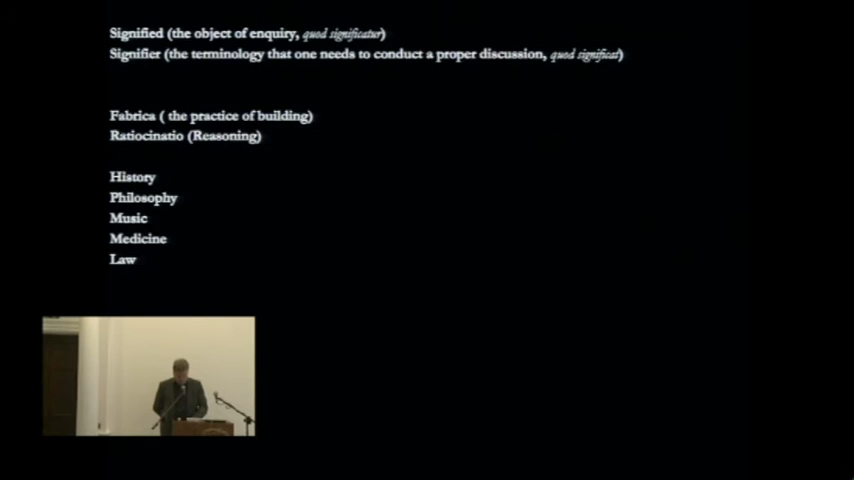 Signified (the object of enquiry, quod significatur)
Signifier (the terminology that one needs to conduct a proper discussion, quod significat)
Fabrica ( the practice of building)
Ratiocinatio (Reasoning)
History
Philosophy
Music
Medicine
Law